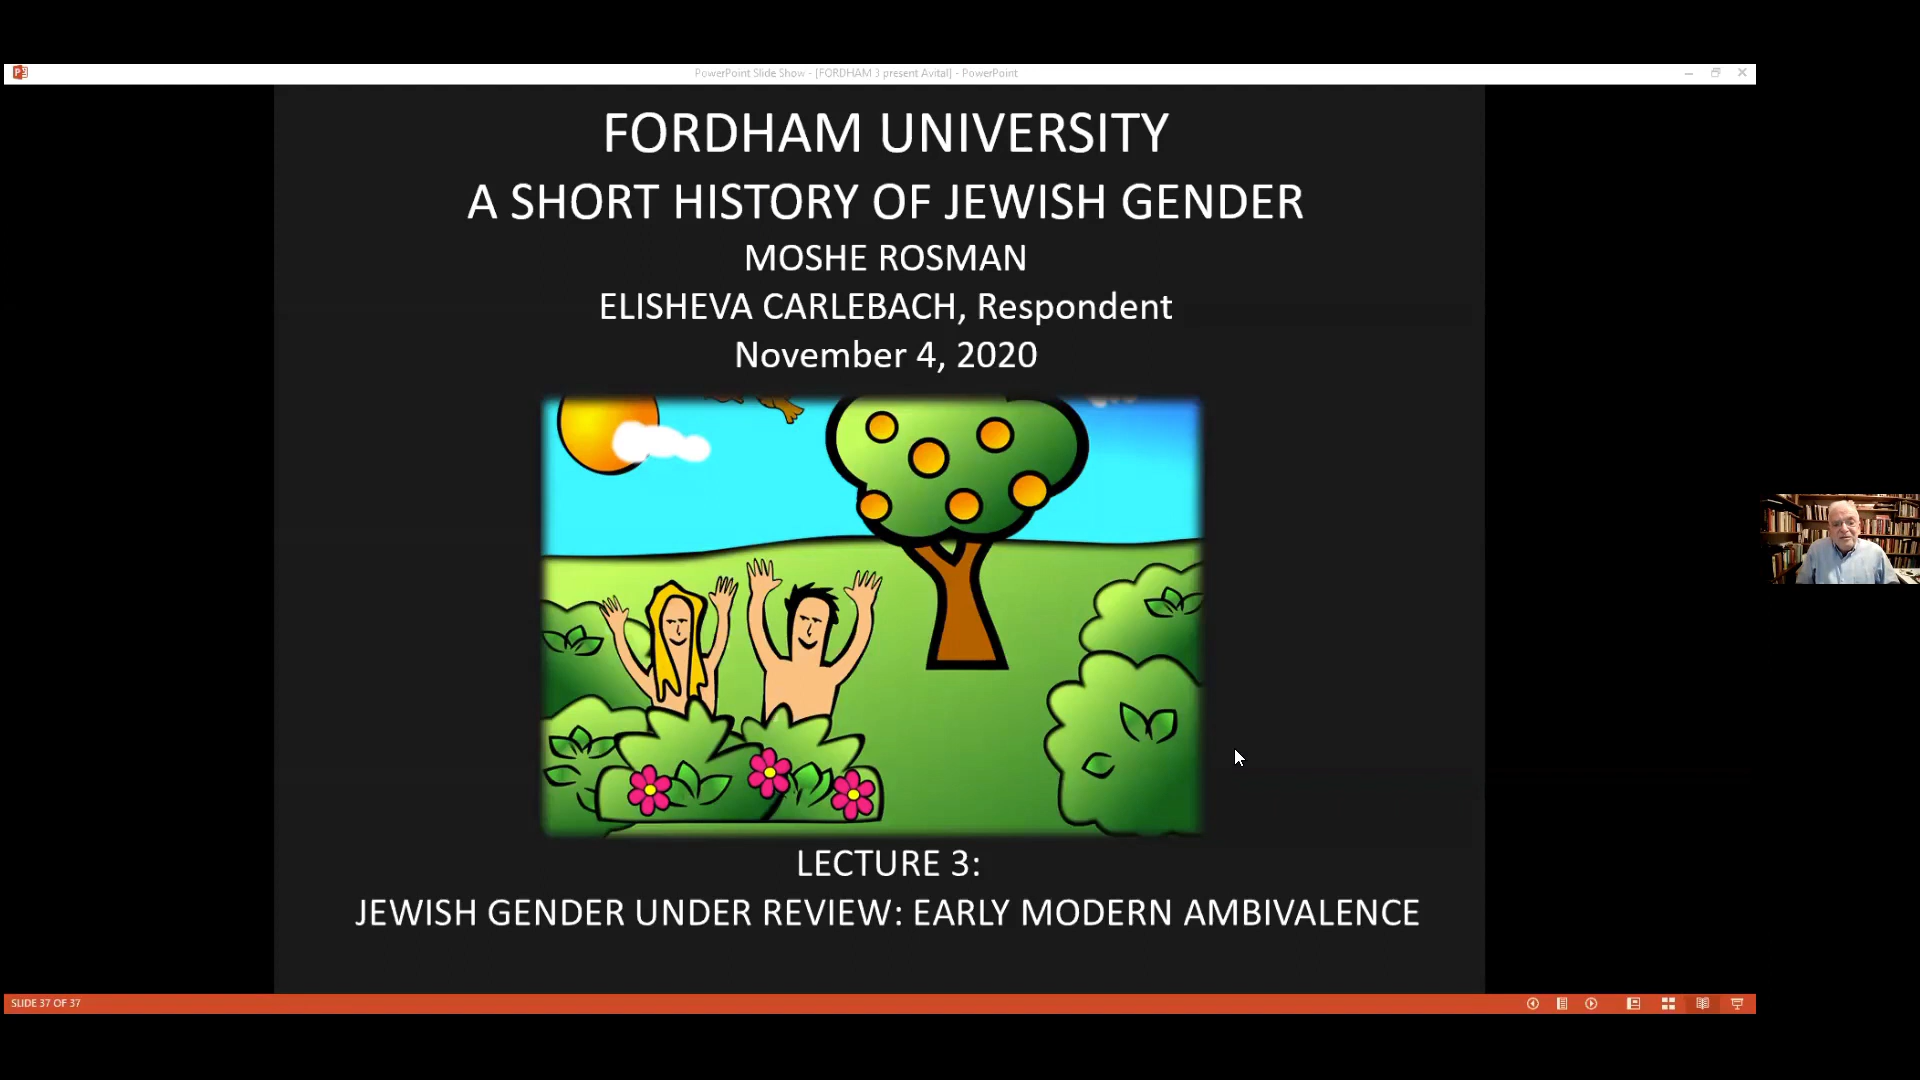 PowerPoint Slide Show - [FORDHAM 3 present Avital] - PowerPoint
FORDHAM UNIVERSITY
A SHORT HISTORY OF JEWISH GENDER
MOSHE ROSMAN
ELISHEVA CARLEBACH, Respondent
November 4, 2020
LECTURE 3:
JEWISH GENDER UNDER REVIEW: EARLY MODERN AMBIVALENCE
SLIDE 37 OF 37